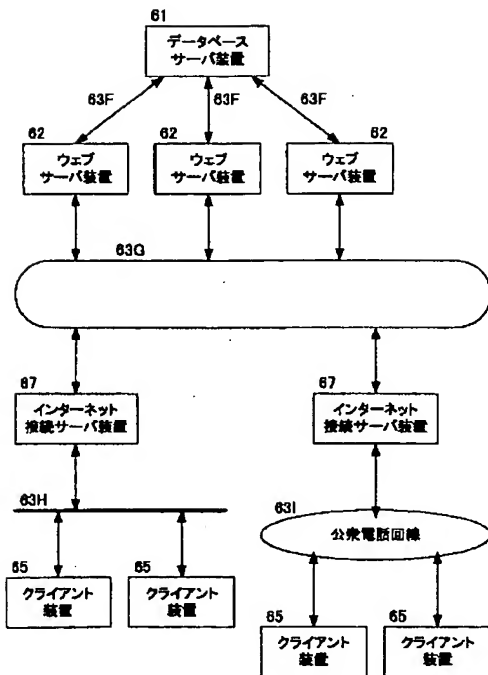 61
データベース
サーバ装置
63F
63F
63F
62
ウェブ
サーバ装置
62
ウェブ
サーバ装置
62
ウェブ
サーバ装置
63G
67
インターネット
接続サーバ装置
67
インターネット
接続サーバ装置
63H
63I
公衆電話回線
65
クライアント
装置
65
クライアント
装置
65
クライアント
装置
65
クライアント
装置